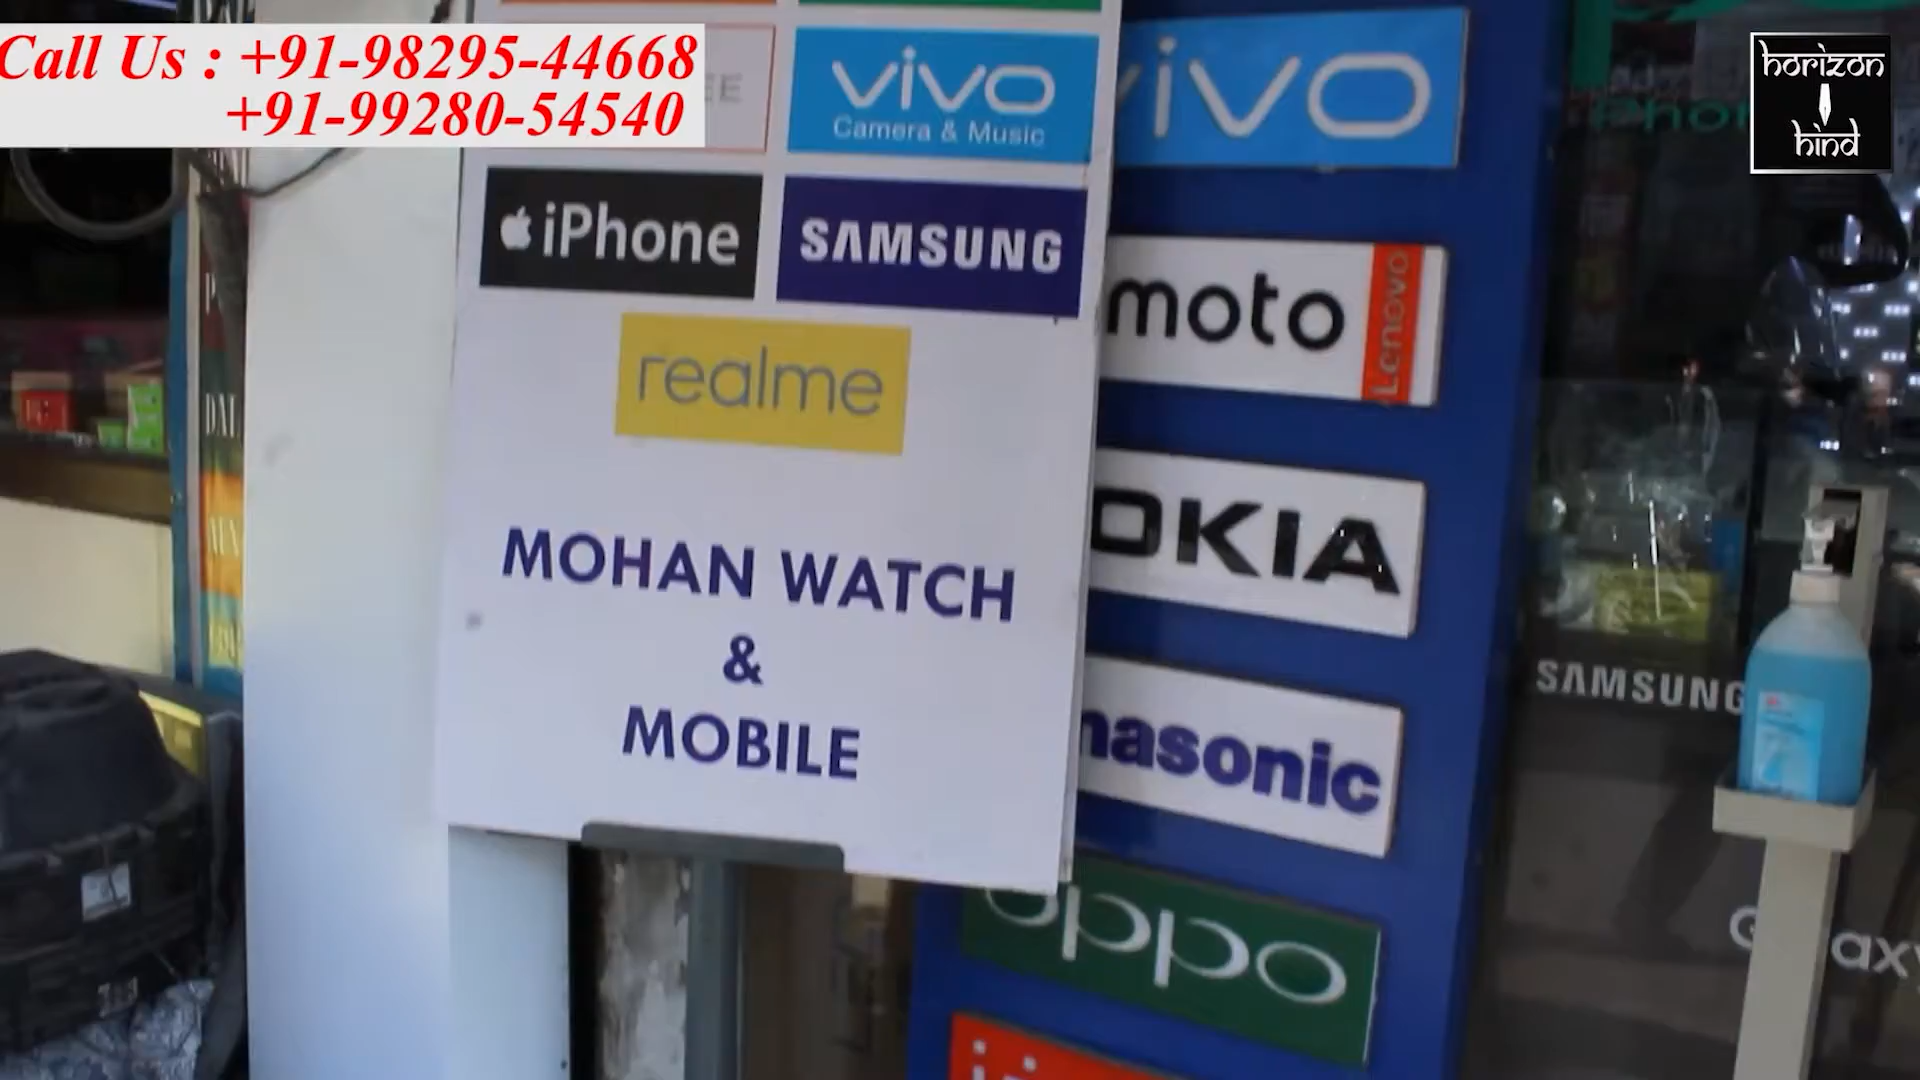 Call Us : +91-98295-44668
+91-99280-54540
horizon
hind
vivo
Camera & Music
iPhone
SAMSUNG
realme
MOHAN WATCH
&
MOBILE
vivo
moto
Lenovo
OKIA
nasonic
oppo
SAMSUNG